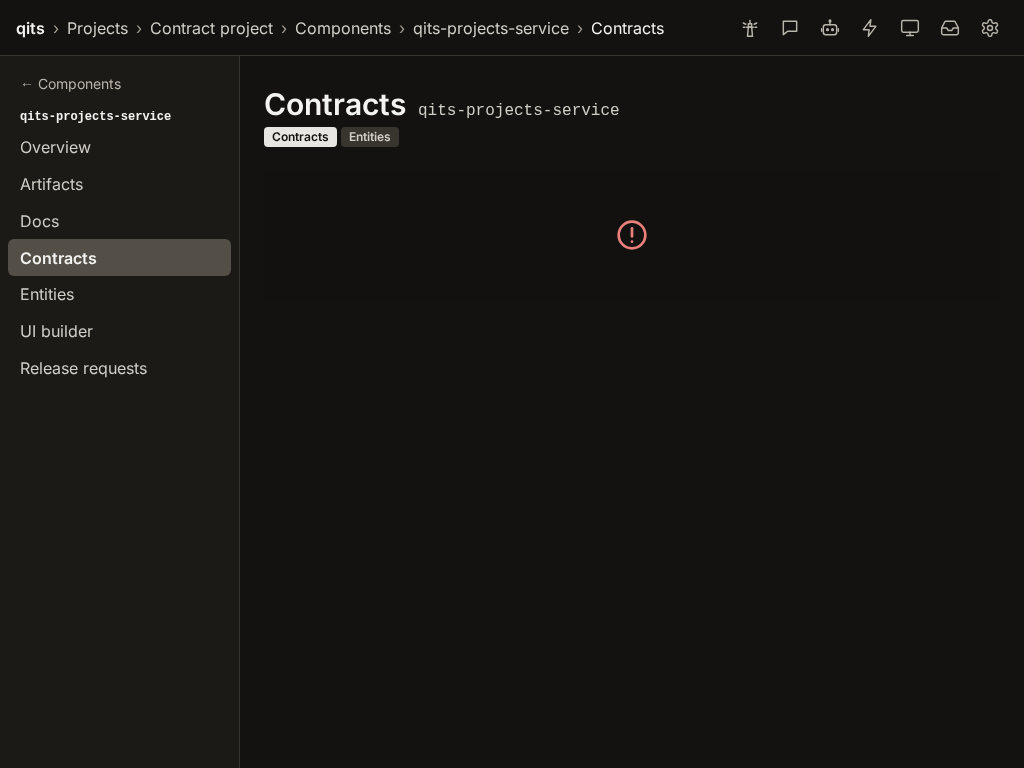 qits › Projects › Contract project › Components › qits-projects-service › Contracts
← Components
qits-projects-service
Overview
Artifacts
Docs
Contracts
Entities
UI builder
Release requests
Contracts qits-projects-service
Contracts Entities